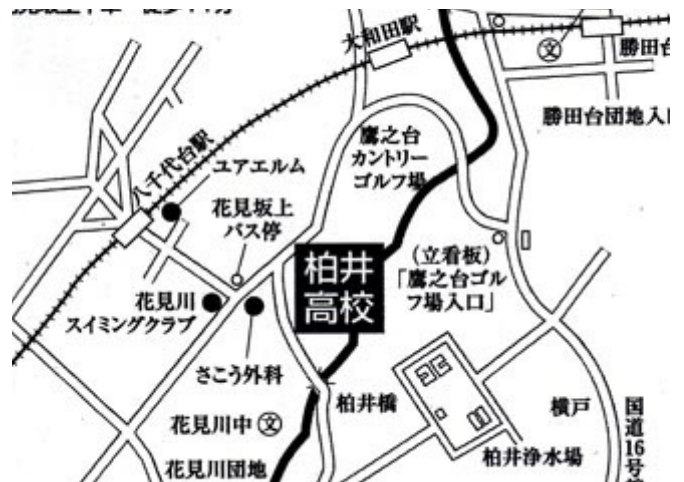 大和田駅
文
勝田台
勝田台団地入口
鷹之台
カントリー
ゴルフ場
八千代台駅
ユアエルム
花見坂上
バス停
柏井
高校
(立看板)
「鷹之台ゴル
フ場入口」
花見川
スイミングクラブ
さこう外科
柏井橋
花見川中 文
花見川団地
横戸
柏井浄水場
国道16号